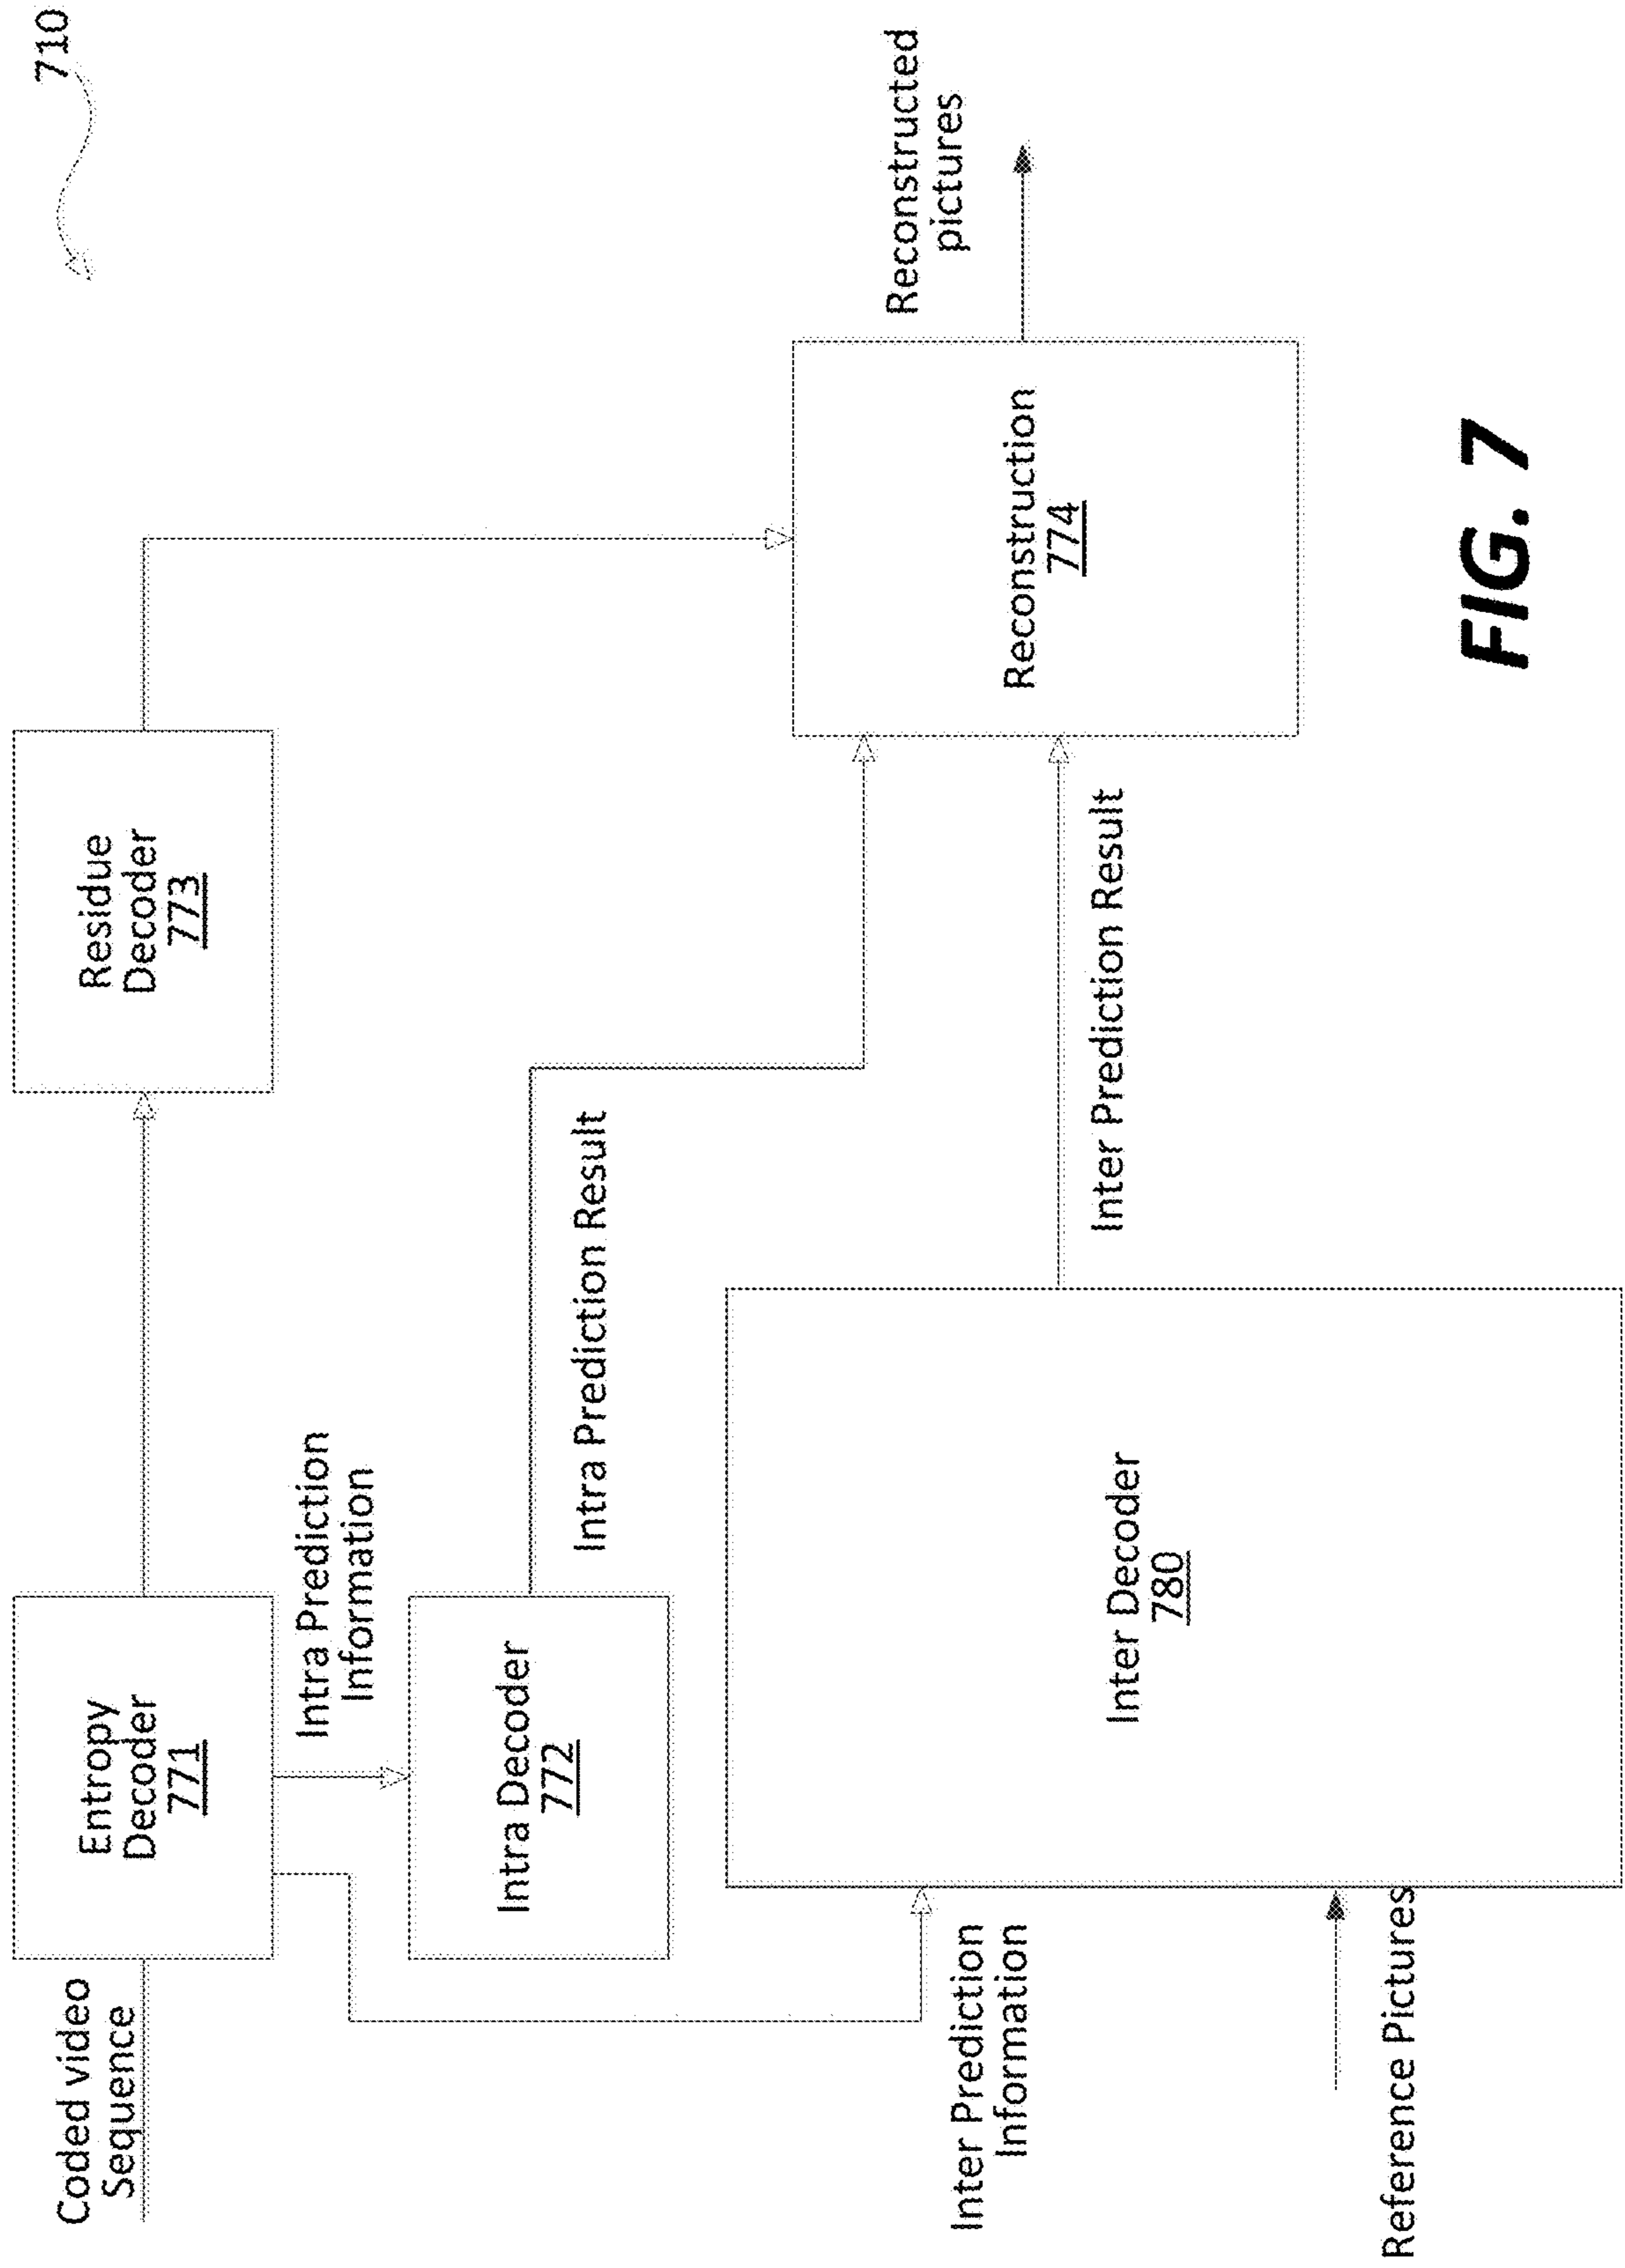 710
Coded video
Sequence
Entropy
Decoder
771
Residue
Decoder
773
Intra Prediction
Information
Intra Decoder
772
Intra Prediction Result
Reconstructed
pictures
Reconstruction
774
Inter Prediction
Information
Inter Decoder
780
Inter Prediction Result
Reference Pictures
FIG. 7